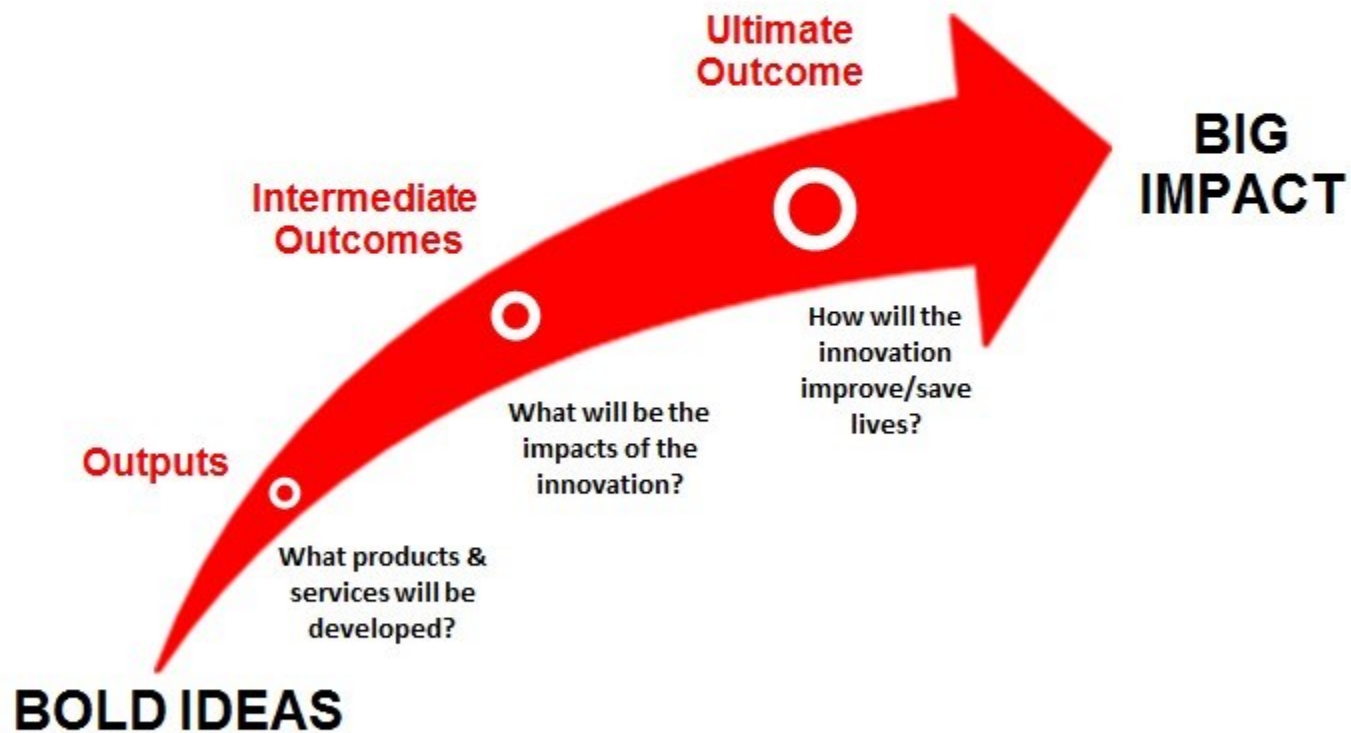 Ultimate
Outcome
BIG
IMPACT
Intermediate
Outcomes
How will the
innovation
improve/save
lives?
What will be the
impacts of the
innovation?
Outputs
What products &
services will be
developed?
BOLD IDEAS